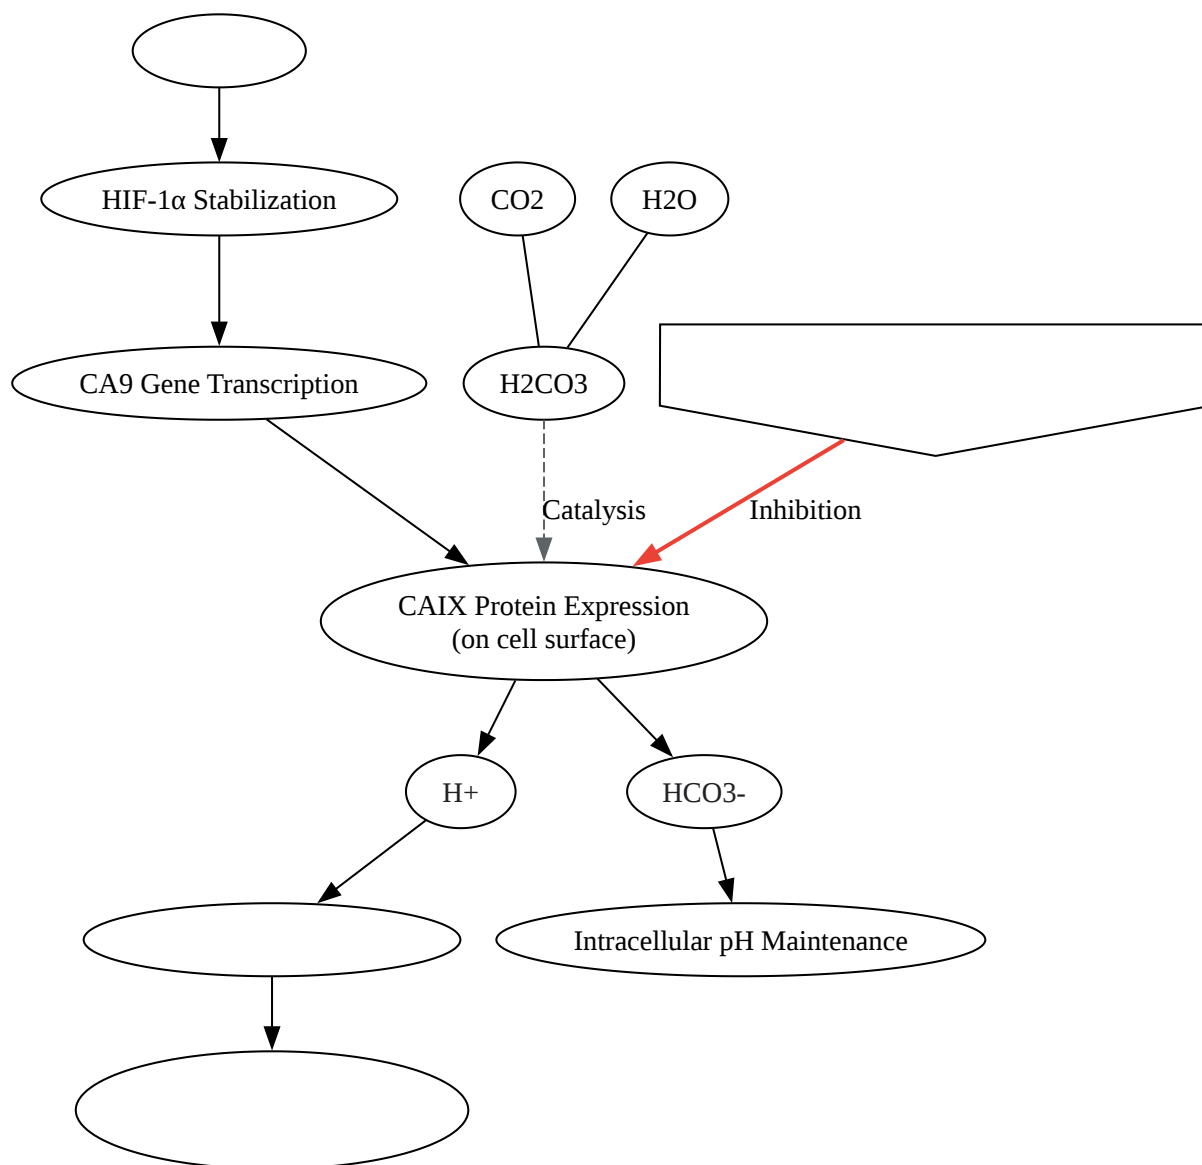 HIF-1α Stabilization
CO2
H2O
CA9 Gene Transcription
H2CO3
Catalysis
Inhibition
CAIX Protein Expression
(on cell surface)
H+
HCO3-
Intracellular pH Maintenance